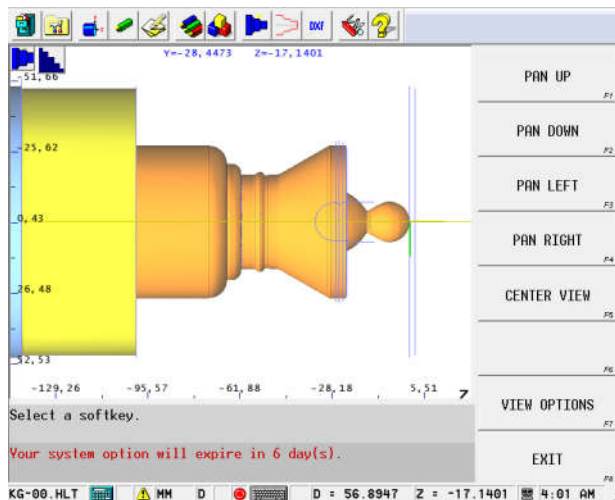 DXF
Y=-28,4473 Z=-17,1401
-51,66
-25,62
0,43
26,48
52,53
-129,26 -95,57 -61,88 -28,18 5,51 Z
PAN UP
F1
PAN DOWN
F2
PAN LEFT
F3
PAN RIGHT
F4
CENTER VIEW
F5
F6
VIEW OPTIONS
F7
EXIT
F8
Select a softkey.
Your system option will expire in 6 day(s).
KG-00.HLT MM D D = 56.8947 Z = -17.1401 4:01 AM